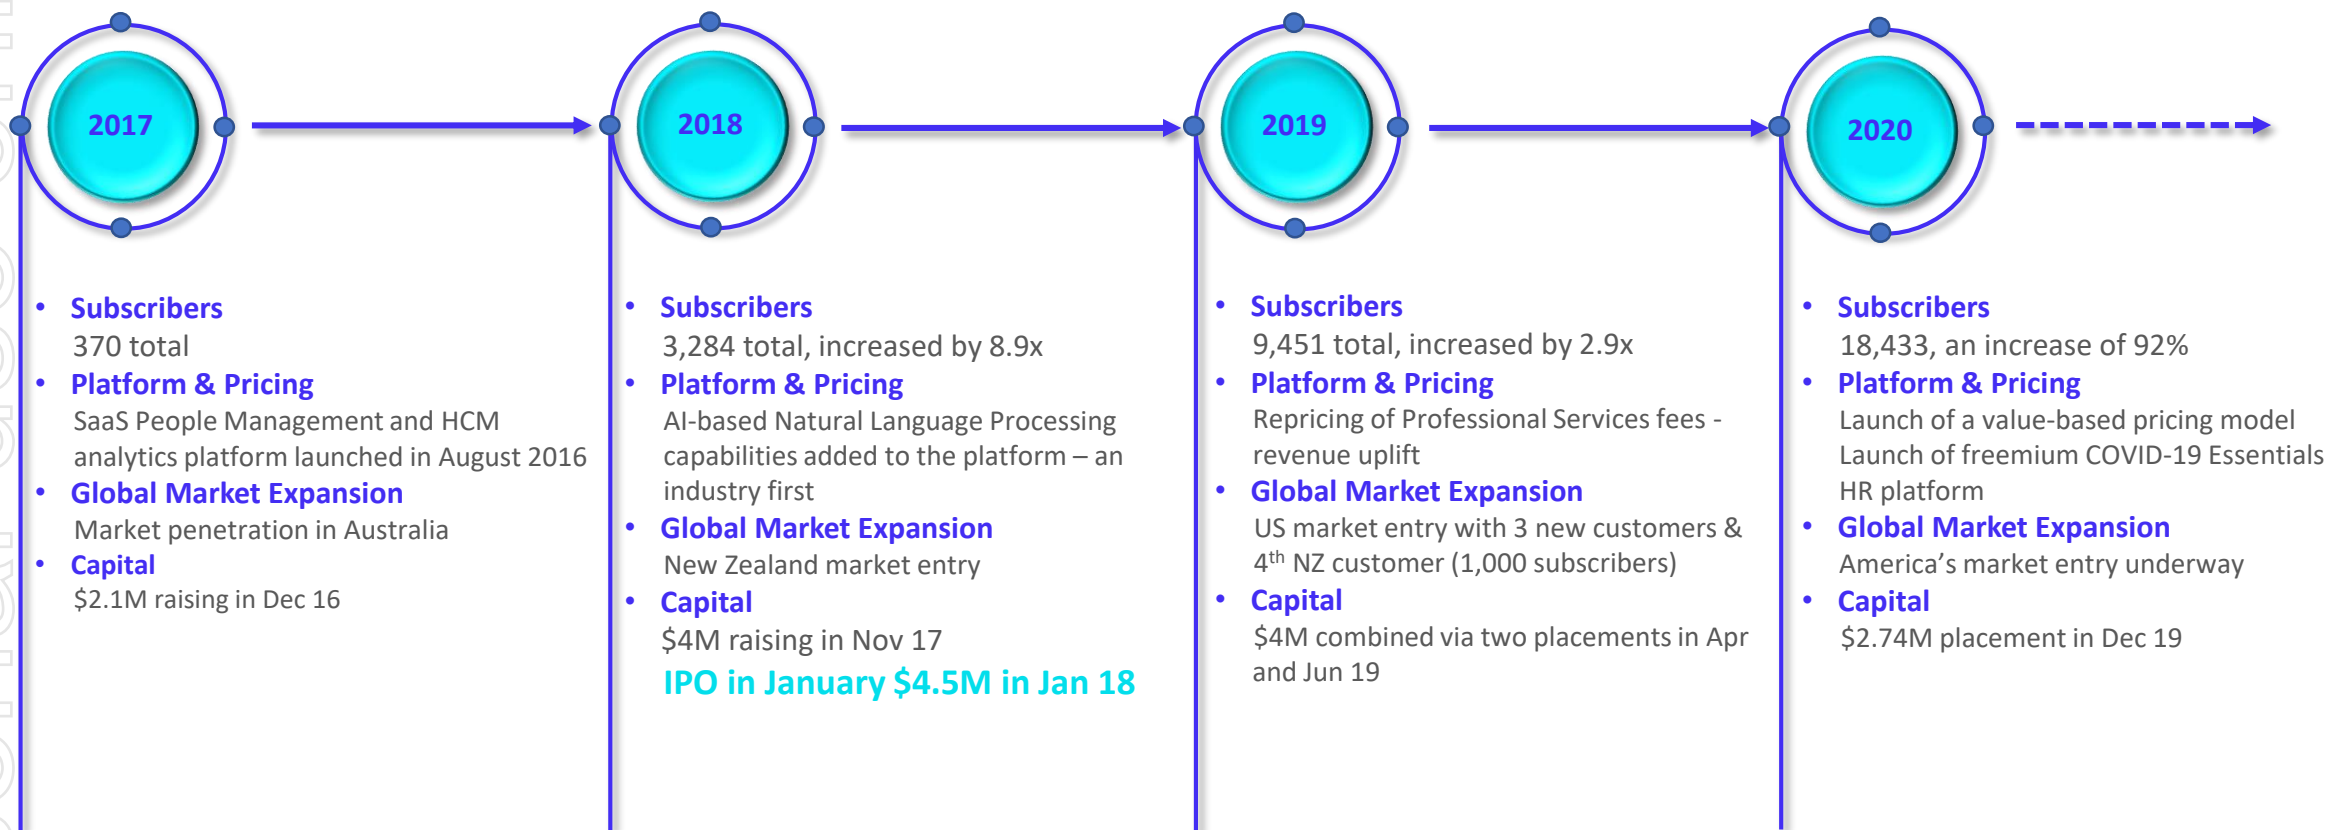 2017
2018
2019
2020
• Subscribers
370 total
• Platform & Pricing
SaaS People Management and HCM
analytics platform launched in August 2016
• Global Market Expansion
Market penetration in Australia
• Capital
$2.1M raising in Dec 16
• Subscribers
3,284 total, increased by 8.9x
• Platform & Pricing
AI-based Natural Language Processing
capabilities added to the platform – an
industry first
• Global Market Expansion
New Zealand market entry
• Capital
$4M raising in Nov 17
IPO in January $4.5M in Jan 18
• Subscribers
9,451 total, increased by 2.9x
• Platform & Pricing
Repricing of Professional Services fees -
revenue uplift
• Global Market Expansion
US market entry with 3 new customers &
4th NZ customer (1,000 subscribers)
• Capital
$4M combined via two placements in Apr
and Jun 19
• Subscribers
18,433, an increase of 92%
• Platform & Pricing
Launch of a value-based pricing model
Launch of freemium COVID-19 Essentials
HR platform
• Global Market Expansion
America’s market entry underway
• Capital
$2.74M placement in Dec 19